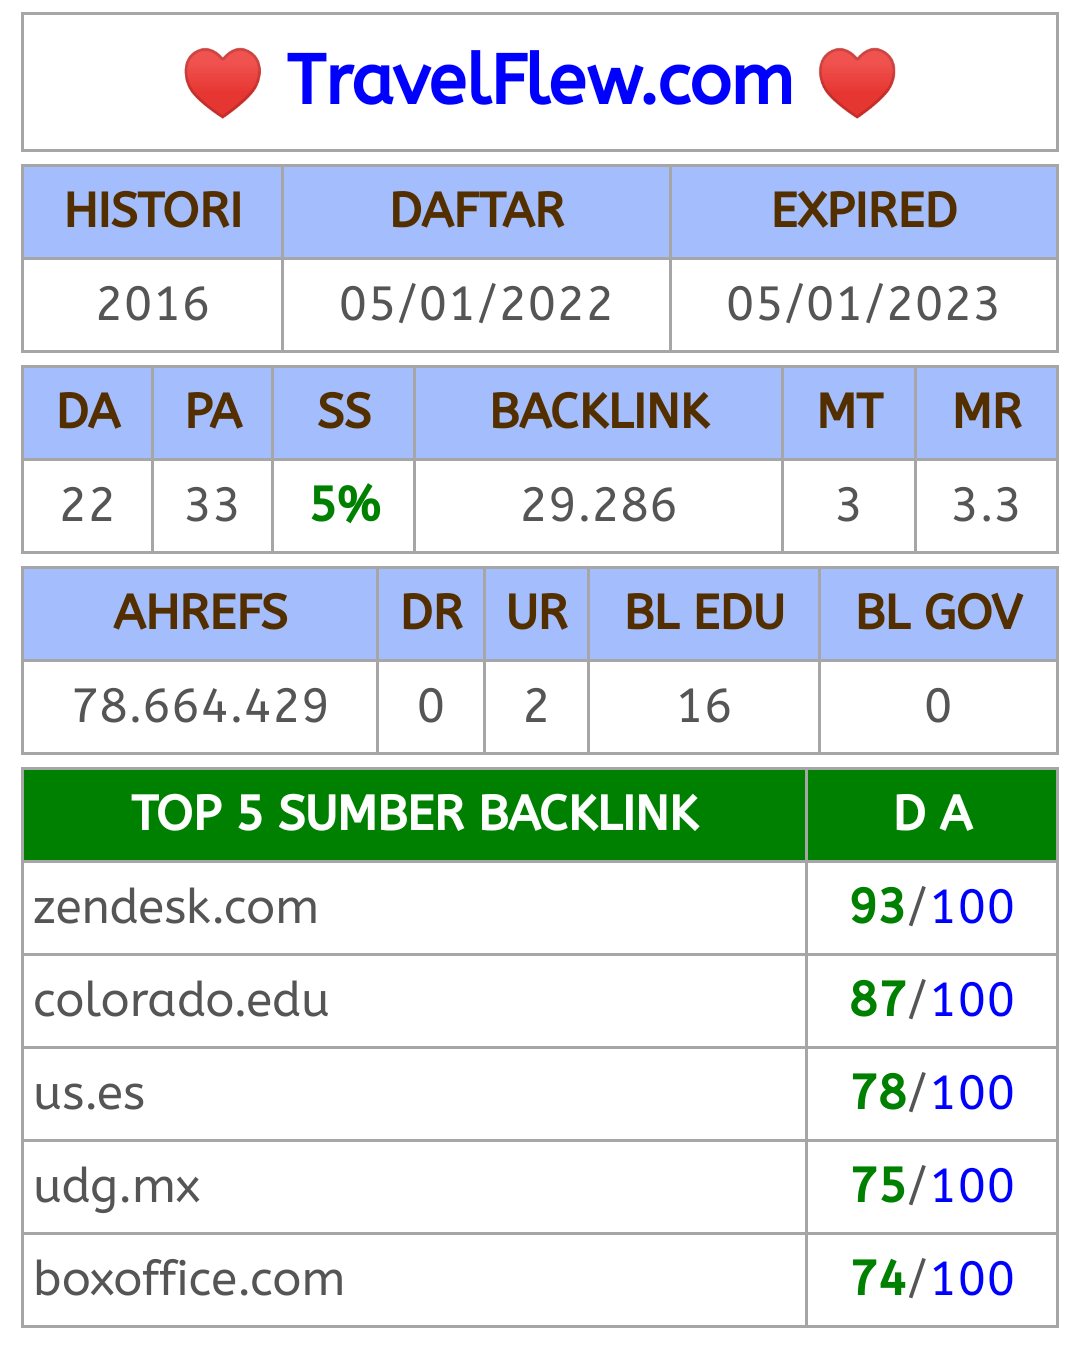 TravelFlew.com
HISTORI DAFTAR EXPIRED
2016 05/01/2022 05/01/2023
DA PA SS BACKLINK MT MR
22 33 5% 29.286 3 3.3
AHREFS DR UR BL EDU BL GOV
78.664.429 0 2 16 0
TOP 5 SUMBER BACKLINK D A
zendesk.com 93/100
colorado.edu 87/100
us.es 78/100
udg.mx 75/100
boxoffice.com 74/100